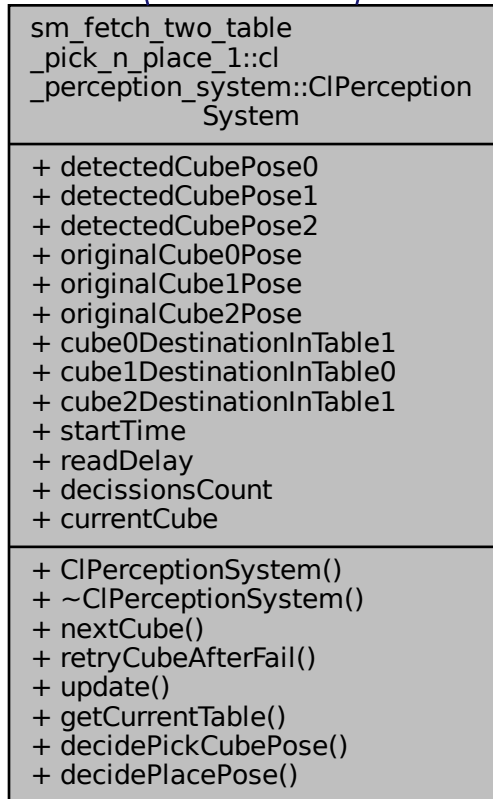 sm_fetch_two_table
_pick_n_place_1::cl
_perception_system::ClPerception
System
+ detectedCubePose0
+ detectedCubePose1
+ detectedCubePose2
+ originalCube0Pose
+ originalCube1Pose
+ originalCube2Pose
+ cube0DestinationInTable1
+ cube1DestinationInTable0
+ cube2DestinationInTable1
+ startTime
+ readDelay
+ decissionsCount
+ currentCube
+ ClPerceptionSystem()
+ ~ClPerceptionSystem()
+ nextCube()
+ retryCubeAfterFail()
+ update()
+ getCurrentTable()
+ decidePickCubePose()
+ decidePlacePose()